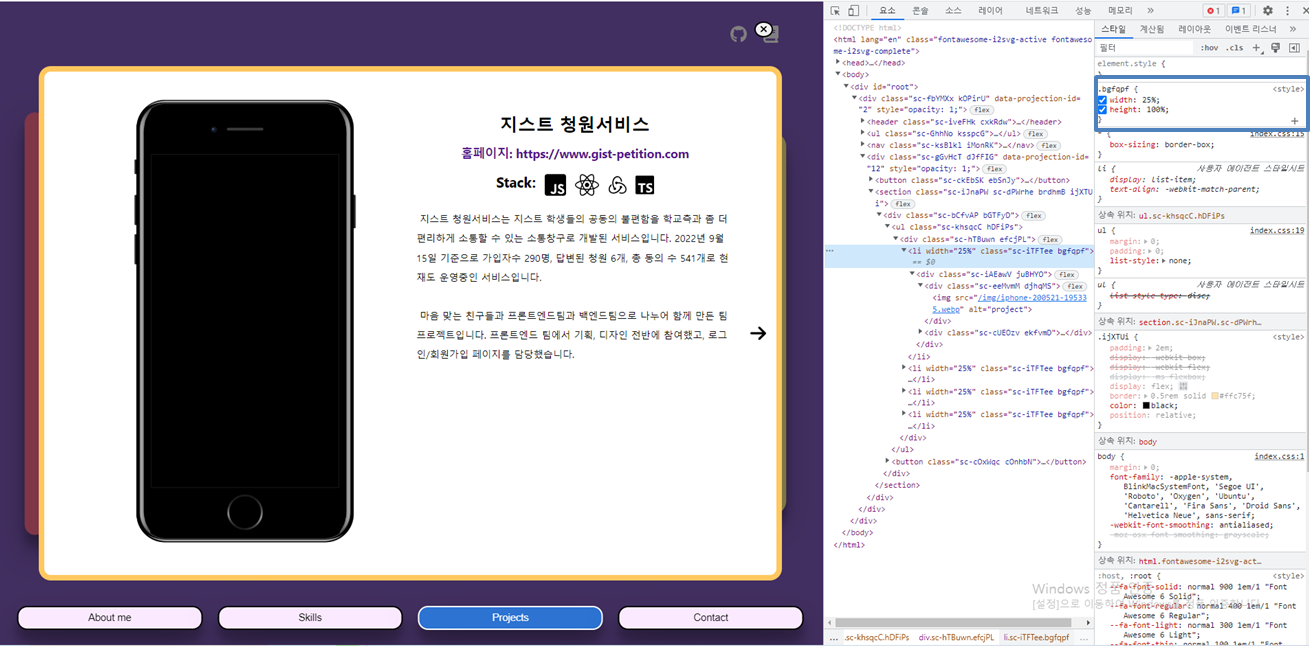 지스트 청원서비스
홈페이지: https://www.gist-petition.com
Stack: JS TS
지스트 청원서비스는 지스트 학생들의 공동의 불편함을 학교측과 좀 더
편리하게 소통할 수 있는 소통창구로 개발된 서비스입니다. 2022년 9월
15일 기준으로 가입자수 290명, 답변된 청원 6개, 총 동의 수 541개로 현
재도 운영중인 서비스입니다.
마음 맞는 친구들과 프론트엔드팀과 백엔드팀으로 나누어 함께 만든 팀
프로젝트입니다. 프론트엔드 팀에서 기획, 디자인 전반에 참여했고, 로그
인/회원가입 페이지를 담당했습니다.
About me
Skills
Projects
Contact
요소 콘솔 소스 레이어 네트워크 성능 메모리 » 1 1
<!DOCTYPE html>
<html lang="en" class="fontawesome-i2svg-active fontaweso
me-i2svg-complete">
<head>…</head>
<body>
<div id="root">
<div class="sc-fbYMXx kOPirU" data-projection-id=
"2" style="opacity: 1;"> flex
<header class="sc-iveFHk cxkRdw">…</header>
<ul class="sc-GhhNo ksspcG">…</ul> flex
<nav class="sc-ksBlkl iMonRK">…</nav> flex
<div class="sc-gGvHcT dJfFIG" data-projection-id=
"12" style="opacity: 1;"> flex
<button class="sc-ckEbSK ebSnJy">…</button>
<section class="sc-iJnaPW sc-dPWrhe brdhmB ijXTU
i"> flex
<div class="sc-bCfvAP bGTFyD"> flex
<ul class="sc-khsqcC hDFiPs">
<div class="sc-hTBuwn efcjPL"> flex
<li width="25%" class="sc-iTFTee bgfqpf">
== $0
<div class="sc-iAEawV juBHYO"> flex
<div class="sc-eeMvmM djhqMS"> flex
<img src="/img/iphone-200521-19533
5.webp" alt="project">
</div>
<div class="sc-cUEOzv ekfvmD">…</div>
</div>
</li>
<li width="25%" class="sc-iTFTee bgfqpf">
…</li>
<li width="25%" class="sc-iTFTee bgfqpf">
…</li>
<li width="25%" class="sc-iTFTee bgfqpf">
…</li>
</div>
</ul>
<button class="sc-cOxWqc cOnhbN">…</button>
</div>
</section>
</div>
</div>
</div>
</body>
</html>
… .sc-khsqcC.hDFiPs div.sc-hTBuwn.efcjPL li.sc-iTFTee.bgfqpf …
스타일 계산됨 레이아웃 이벤트 리스너 »
필터 :hov .cls +
element.style {
}
.bgfqpf { <style>
width: 25%;
height: 100%;
}
* { index.css:15
box-sizing: border-box;
}
li { 사용자 에이전트 스타일시트
display: list-item;
text-align: -webkit-match-parent;
}
상속 위치: ul.sc-khsqcC.hDFiPs
ul { index.css:19
margin: 0;
padding: 0;
list-style: none;
}
ul { 사용자 에이전트 스타일시트
list-style-type: disc;
}
상속 위치: section.sc-iJnaPW.sc-dPWrh…
.ijXTUi { <style>
padding: 2em;
display: -webkit-box;
display: -webkit-flex;
display: -ms-flexbox;
display: flex;
border: 0.5rem solid #ffc75f;
color: black;
position: relative;
}
상속 위치: body
body { index.css:1
margin: 0;
font-family: -apple-system,
BlinkMacSystemFont, 'Segoe UI',
'Roboto', 'Oxygen', 'Ubuntu',
'Cantarell', 'Fira Sans', 'Droid Sans',
'Helvetica Neue', sans-serif;
-webkit-font-smoothing: antialiased;
-moz-osx-font-smoothing: grayscale;
}
상속 위치: html.fontawesome-i2svg-act…
:host, :root { <style>
--fa-font-solid: normal 900 1em/1 "Font
Awesome 6 Solid";
--fa-font-regular: normal 400 1em/1 "Font
Awesome 6 Regular";
--fa-font-light: normal 300 1em/1 "Font
Awesome 6 Light";
--fa-font-thin: normal 100 1em/1 "Font
Windows 정품 인증